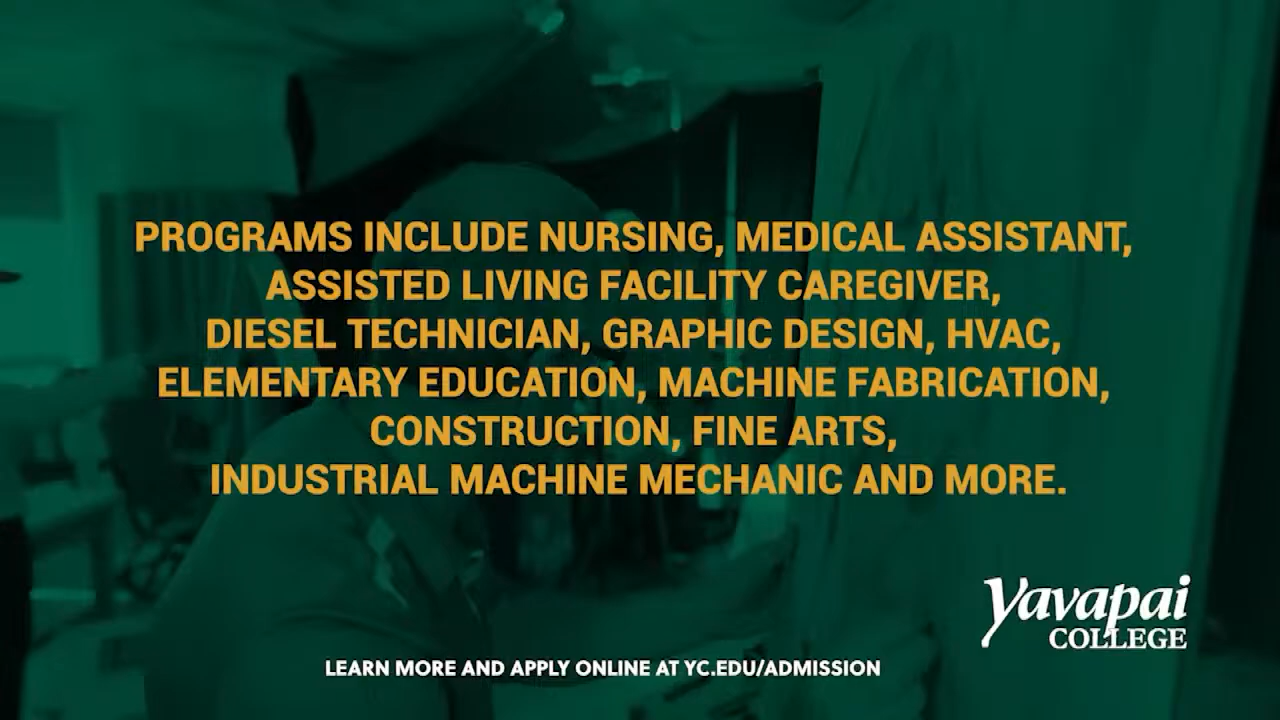 PROGRAMS INCLUDE NURSING, MEDICAL ASSISTANT,
ASSISTED LIVING FACILITY CAREGIVER,
DIESEL TECHNICIAN, GRAPHIC DESIGN, HVAC,
ELEMENTARY EDUCATION, MACHINE FABRICATION,
CONSTRUCTION, FINE ARTS,
INDUSTRIAL MACHINE MECHANIC AND MORE.
Yavapai
COLLEGE
LEARN MORE AND APPLY ONLINE AT YC.EDU/ADMISSION